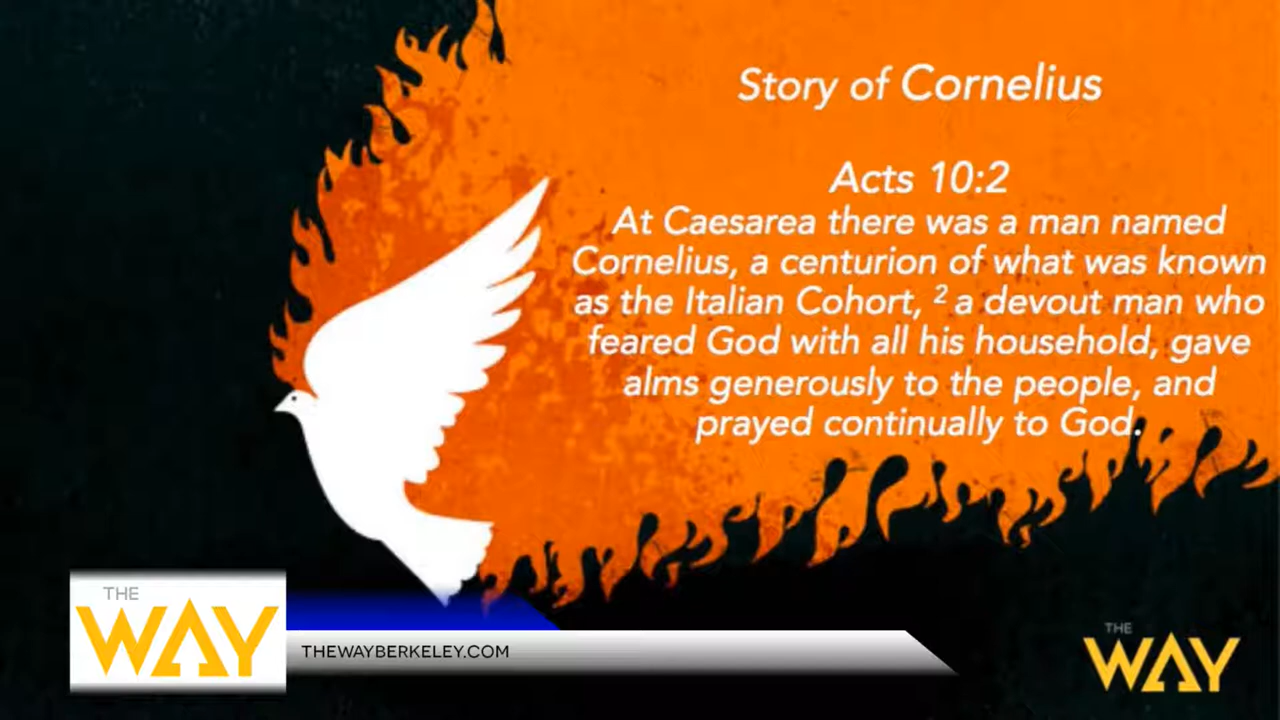 Story of Cornelius
Acts 10:2
At Caesarea there was a man named
Cornelius, a centurion of what was known
as the Italian Cohort, ² a devout man who
feared God with all his household, gave
alms generously to the people, and
prayed continually to God.
THE
WAY
THEWAYBERKELEY.COM
THE
WAY